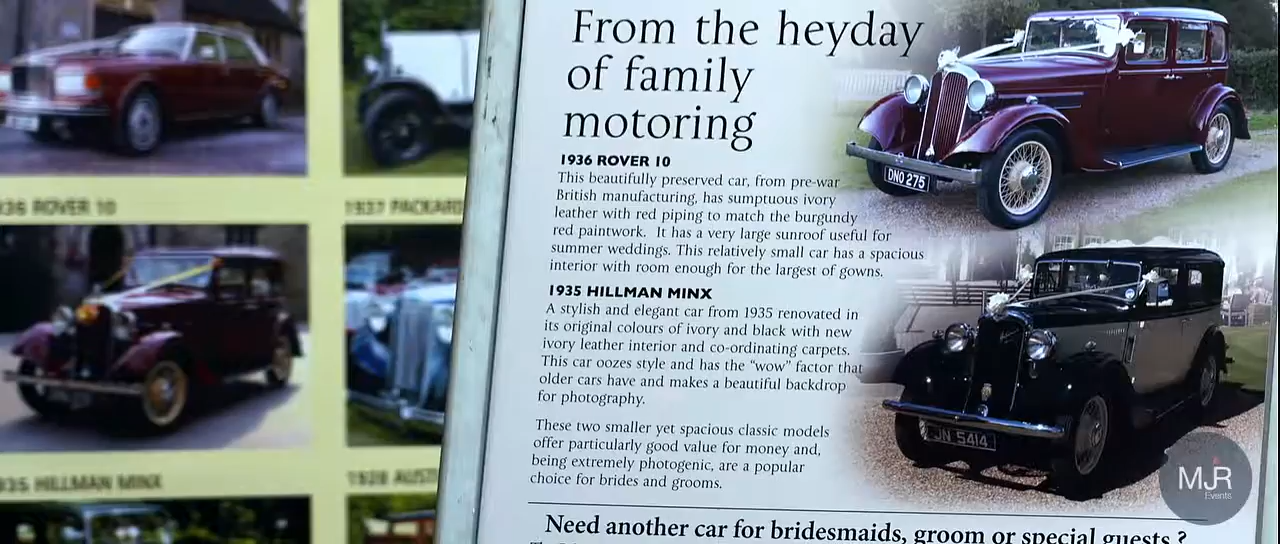 From the heyday
of family
motoring
1936 ROVER 10
This beautifully preserved car, from pre-war
British manufacturing, has sumptuous ivory
leather with red piping to match the burgundy
red paintwork. It has a very large sunroof useful for
summer weddings. This relatively small car has a spacious
interior with room enough for the largest of gowns.
1935 HILLMAN MINX
A stylish and elegant car from 1935 renovated in
its original colours of ivory and black with new
ivory leather interior and co-ordinating carpets.
This car oozes style and has the “wow” factor that
older cars have and makes a beautiful backdrop
for photography.
These two smaller yet spacious classic models
offer particularly good value for money and,
being extremely photogenic, are a popular
choice for brides and grooms.
Need another car for bridesmaids, groom or special guests ?
DNO 275
JN 5414
36 ROVER 10
1937 PACKARD
35 HILLMAN MINX
1928 AUST
MJR
Events